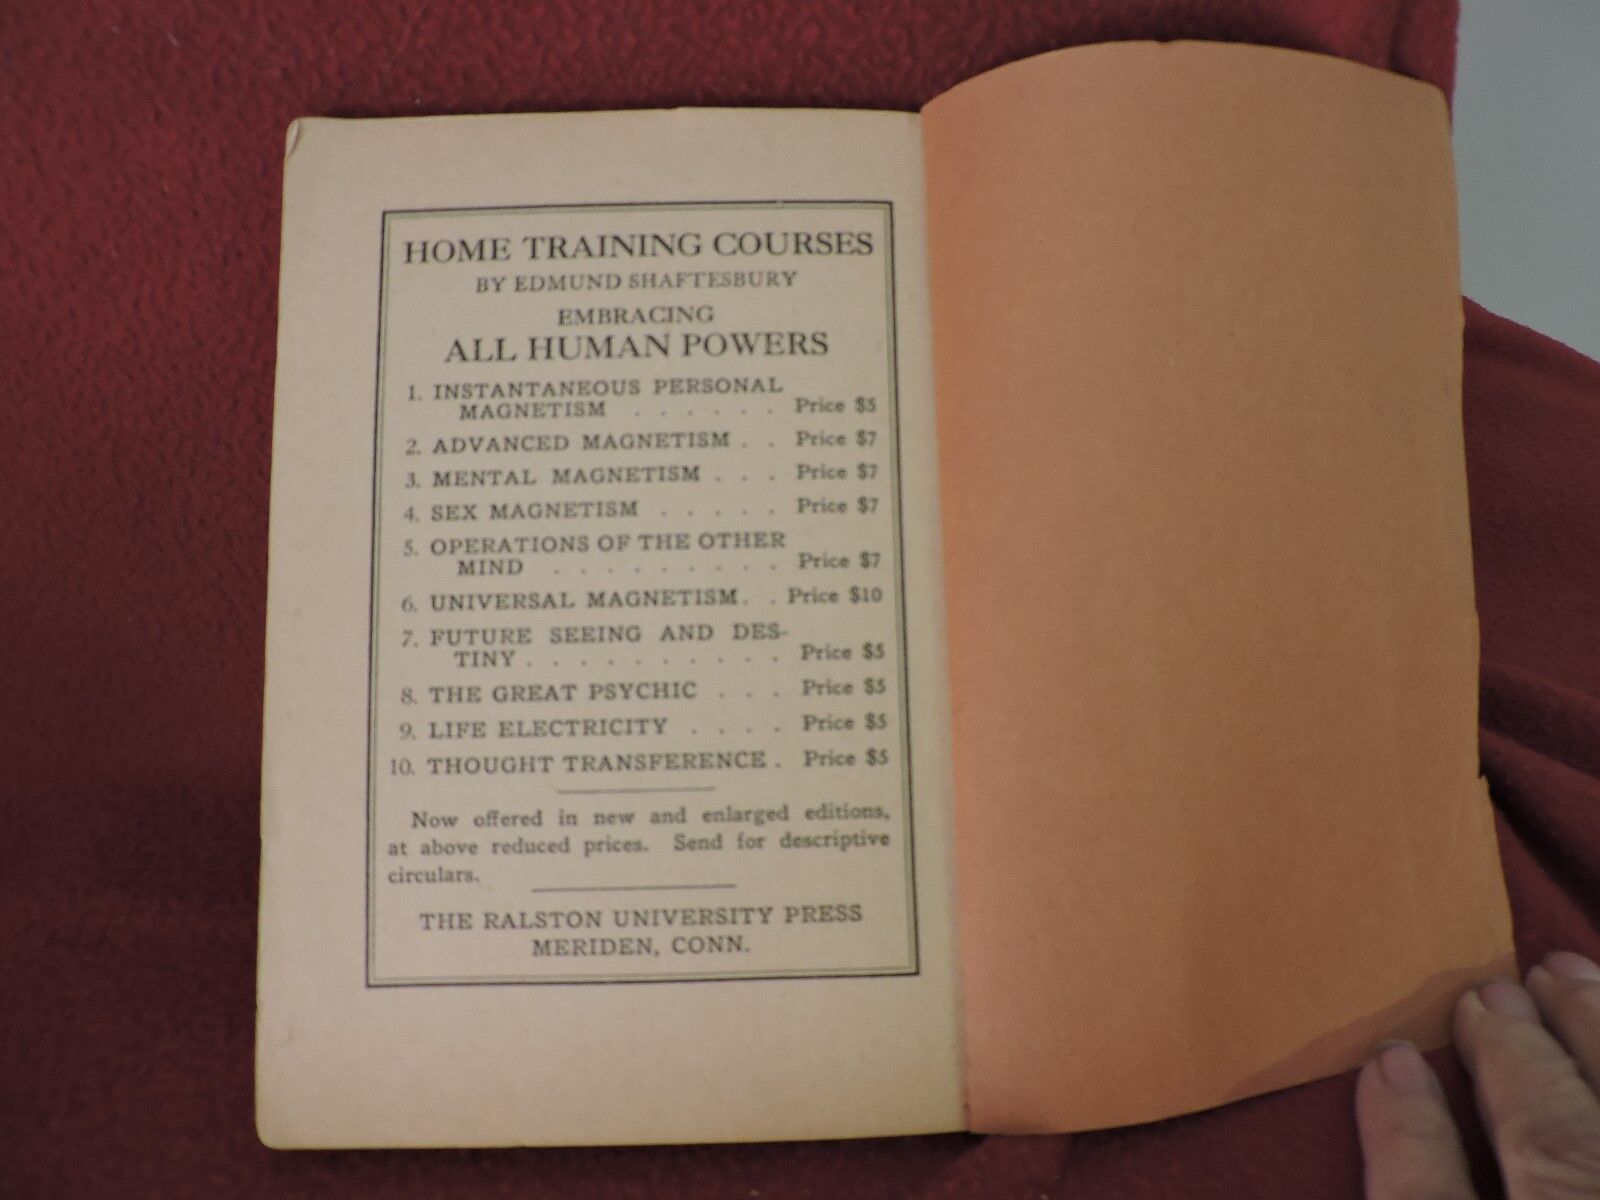 HOME TRAINING COURSES
BY EDMUND SHAFTESBURY
EMBRACING
ALL HUMAN POWERS
1. INSTANTANEOUS PERSONAL
MAGNETISM . . . . . . Price $5
2. ADVANCED MAGNETISM . . Price $7
3. MENTAL MAGNETISM . . . Price $7
4. SEX MAGNETISM . . . . . Price $7
5. OPERATIONS OF THE OTHER
MIND . . . . . . . . . Price $7
6. UNIVERSAL MAGNETISM . . Price $10
7. FUTURE SEEING AND DES-
TINY . . . . . . . . . . Price $5
8. THE GREAT PSYCHIC . . . Price $5
9. LIFE ELECTRICITY . . . . Price $5
10. THOUGHT TRANSFERENCE . Price $5
Now offered in new and enlarged editions,
at above reduced prices. Send for descriptive
circulars.
THE RALSTON UNIVERSITY PRESS
MERIDEN, CONN.